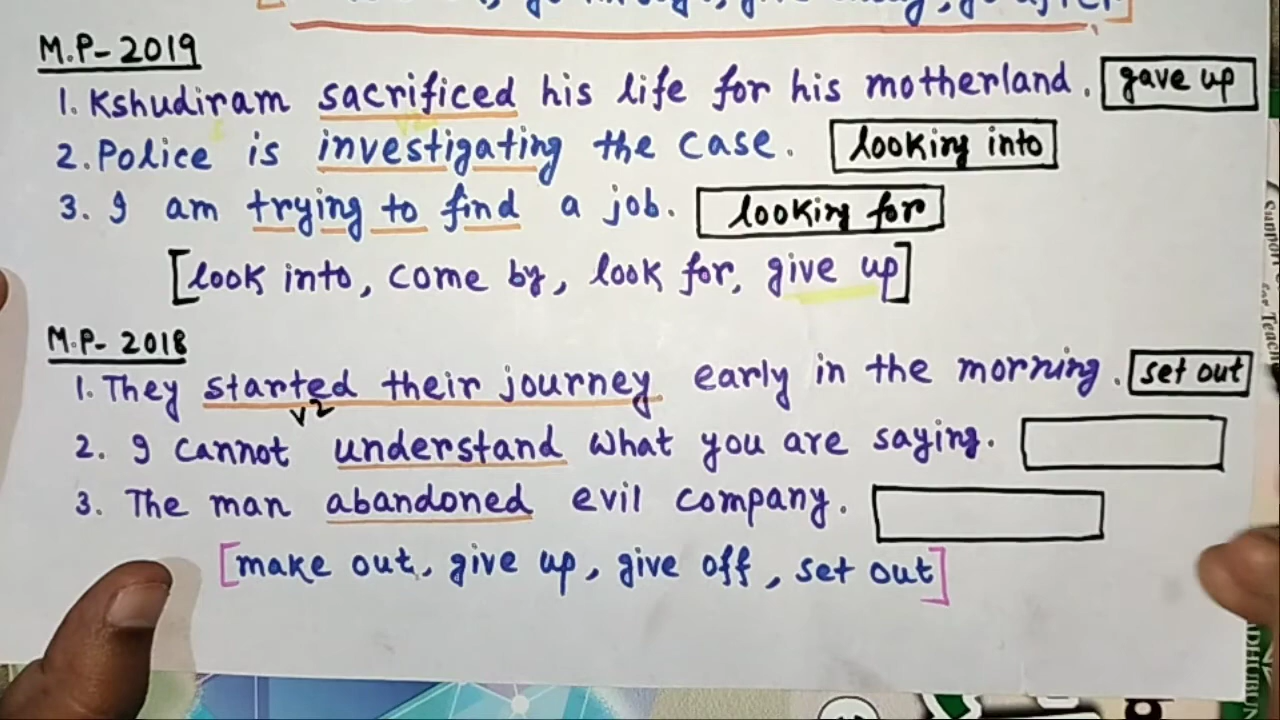 M.P- 2019
1. Kshudiram sacrificed his life for his motherland. gave up
2. Police is investigating the case. looking into
3. I am trying to find a job. looking for
[look into, come by, look for, give up]
M.P- 2018
1. They started their journey early in the morning. set out
v2
2. I cannot understand what you are saying.
3. The man abandoned evil company.
[make out, give up, give off, set out]